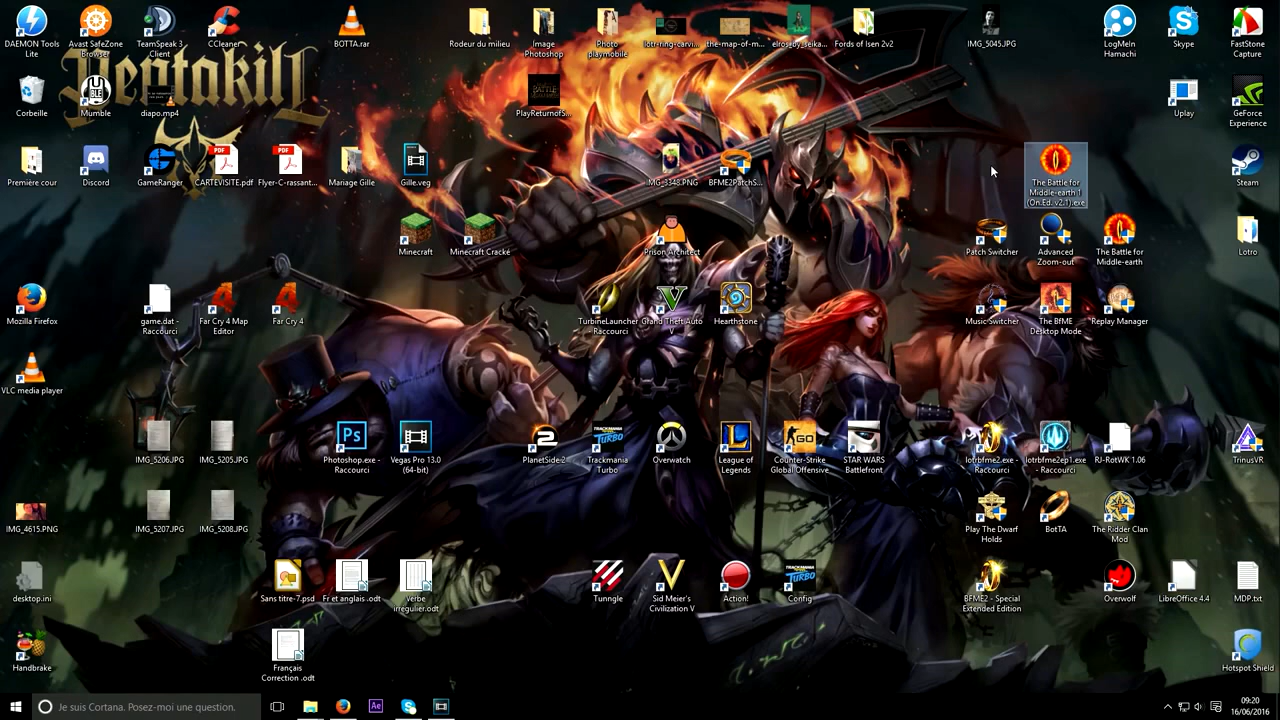 DAEMON Tools Lite
Avast SafeZone Browser
TeamSpeak 3 Client
CCleaner
BOTTA.rar
Rodeur du milieu
Image Photoshop
Photo playmobile
lotr-ring-carvi...
the-map-of-m...
elros_by_seika...
Fords of Isen 2v2
IMG_5045.JPG
LogMeIn Hamachi
Skype
FastStone Capture
Pentakill
Corbeille
Mumble
diapo.mp4
PlayReturnofS...
Uplay
GeForce Experience
Première cour
Discord
GameRanger
CARTEVISITE.pdf
Flyer-C-rassant...
Mariage Gille
Gille.veg
IMG_3348.PNG
BFME2PatchS...
The Battle for Middle-earth 1 (On.Ed..v2.1).exe
Steam
Minecraft
Minecraft Cracké
Prison Architect
Patch Switcher
Advanced Zoom-out
The Battle for Middle-earth
Lotro
Mozilla Firefox
game.dat - Raccourci
Far Cry 4 Map Editor
Far Cry 4
TurbineLauncher - Raccourci
Grand Theft Auto V
Hearthstone
Music Switcher
The BfME Desktop Mode
Replay Manager
VLC media player
IMG_5206.JPG
IMG_5205.JPG
Photoshop.exe - Raccourci
Vegas Pro 13.0 (64-bit)
PlanetSide 2
Trackmania Turbo
Overwatch
League of Legends
Counter-Strike Global Offensive
STAR WARS Battlefront
lotrbfme2.exe - Raccourci
lotrbfme2ep1.exe - Raccourci
RJ-RotWK 1.06
TrinusVR
IMG_4615.PNG
IMG_5207.JPG
IMG_5208.JPG
Play The Dwarf Holds
BotTA
The Ridder Clan Mod
desktop.ini
Sans titre-7.psd
Fr et anglais .odt
verbe irregulier.odt
Tunngle
Sid Meier's Civilization V
Action!
Config
BFME2 - Special Extended Edition
Overwolf
LibreOffice 4.4
MDP.txt
Handbrake
Français Correction .odt
Hotspot Shield
Je suis Cortana. Posez-moi une question.
09:20
16/06/2016